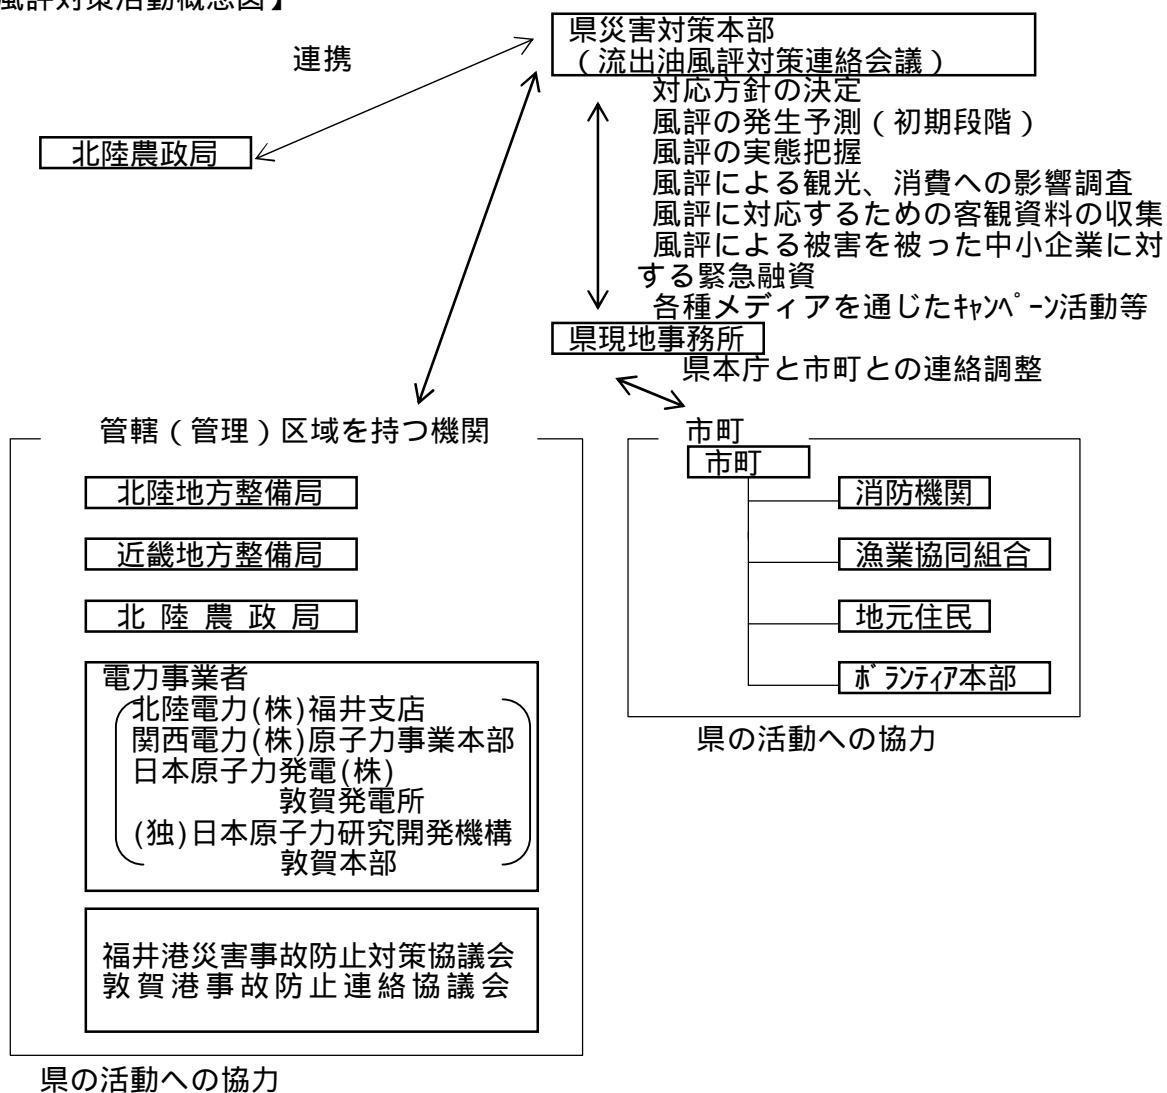 風評対策活動概念図】
県災害対策本部
（流出油風評対策連絡会議）
連携
対応方針の決定
風評の発生予測（初期段階）
北陸農政局
風評の実態把握
風評による観光、消費への影響調査
風評に対応するための客観資料の収集
風評による被害を被った中小企業に対
する緊急融資
各種メディアを通じたｷｬﾝﾍﾟｰﾝ活動等
県現地事務所
県本庁と市町との連絡調整
管轄（管理）区域を持つ機関
北陸地方整備局
近畿地方整備局
北陸農政局
電力事業者
北陸電力(株)福井支店
関西電力(株)原子力事業本部
日本原子力発電(株)
敦賀発電所
(独)日本原子力研究開発機構
敦賀本部
福井港災害事故防止対策協議会
敦賀港事故防止連絡協議会
県の活動への協力
市町
市町
消防機関
漁業協同組合
地元住民
ﾎﾞﾗﾝﾃｨｱ本部
県の活動への協力